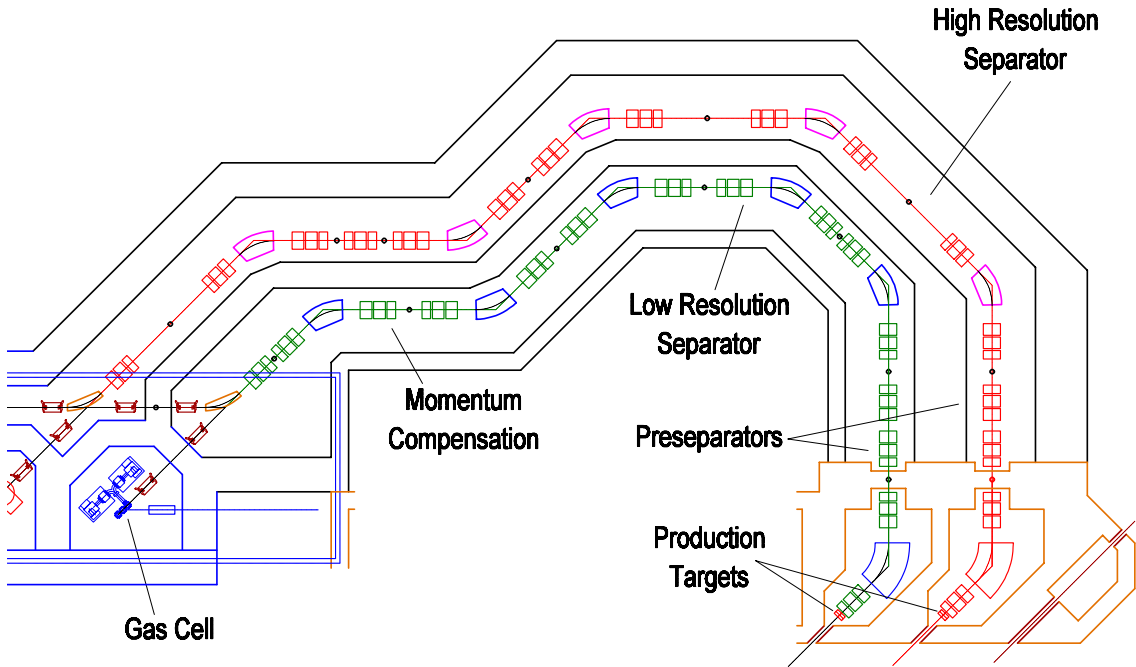 High Resolution
Separator
Low Resolution
Separator
Momentum
Compensation
Preseparators
Production
Targets
Gas Cell